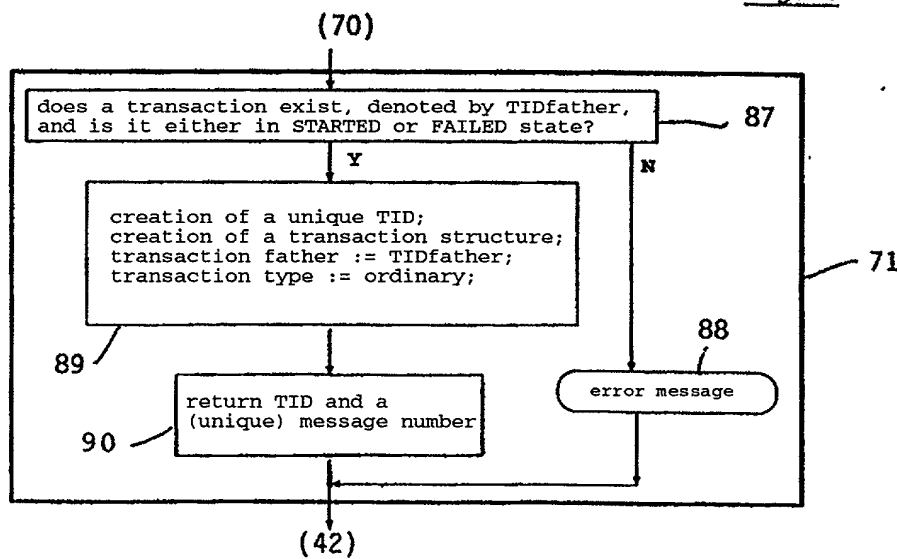 (70)
does a transaction exist, denoted by TIDfather,
and is it either in STARTED or FAILED state?
87
Y
N
creation of a unique TID;
creation of a transaction structure;
transaction father := TIDfather;
transaction type := ordinary;
71
89
88
error message
return TID and a
(unique) message number
90
(42)